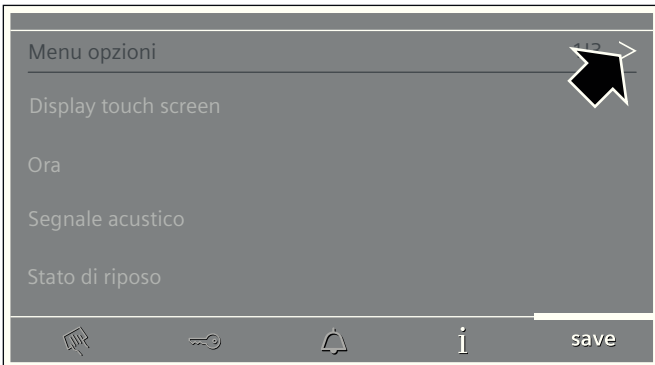 Menu opzioni
Display touch screen
Ora
Segnale acustico
Stato di riposo
i save